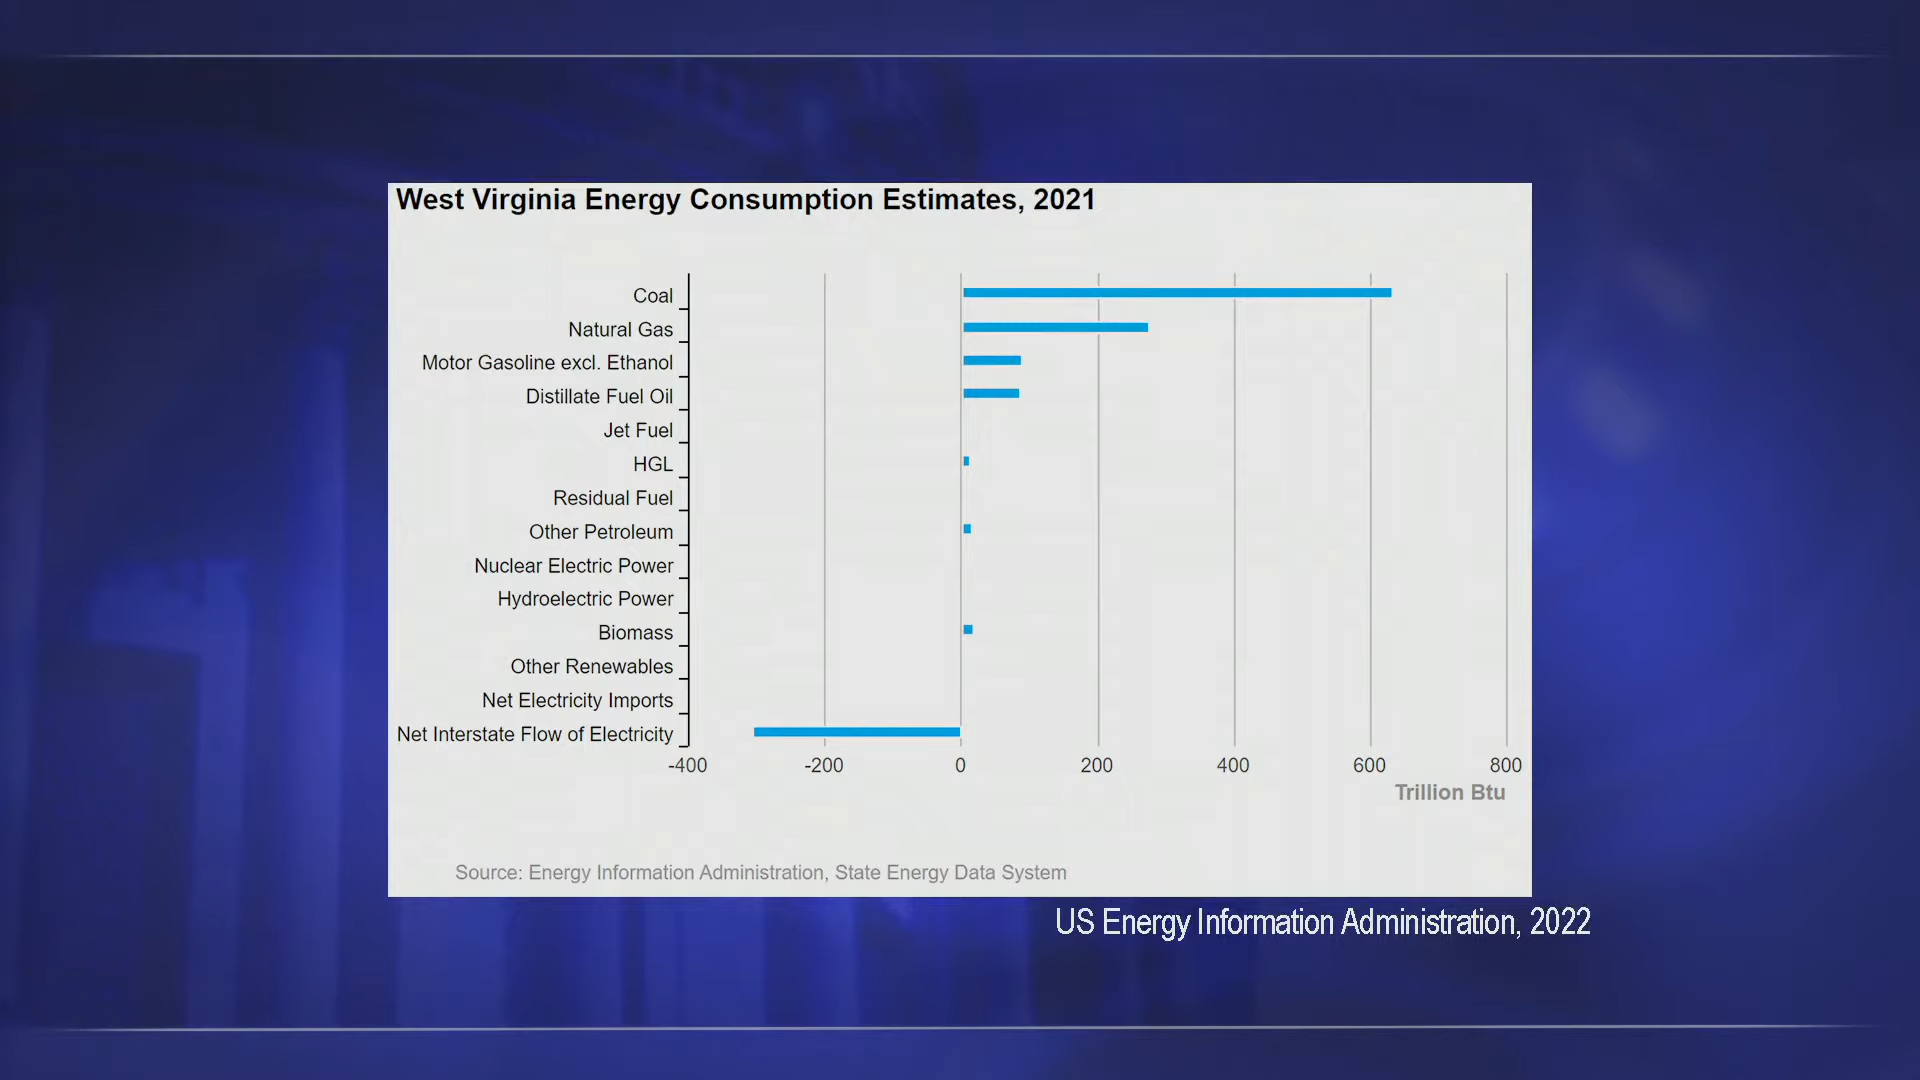 West Virginia Energy Consumption Estimates, 2021
Coal
Natural Gas
Motor Gasoline excl. Ethanol
Distillate Fuel Oil
Jet Fuel
HGL
Residual Fuel
Other Petroleum
Nuclear Electric Power
Hydroelectric Power
Biomass
Other Renewables
Net Electricity Imports
Net Interstate Flow of Electricity
-400 -200 0 200 400 600 800
Trillion Btu
Source: Energy Information Administration, State Energy Data System
US Energy Information Administration, 2022